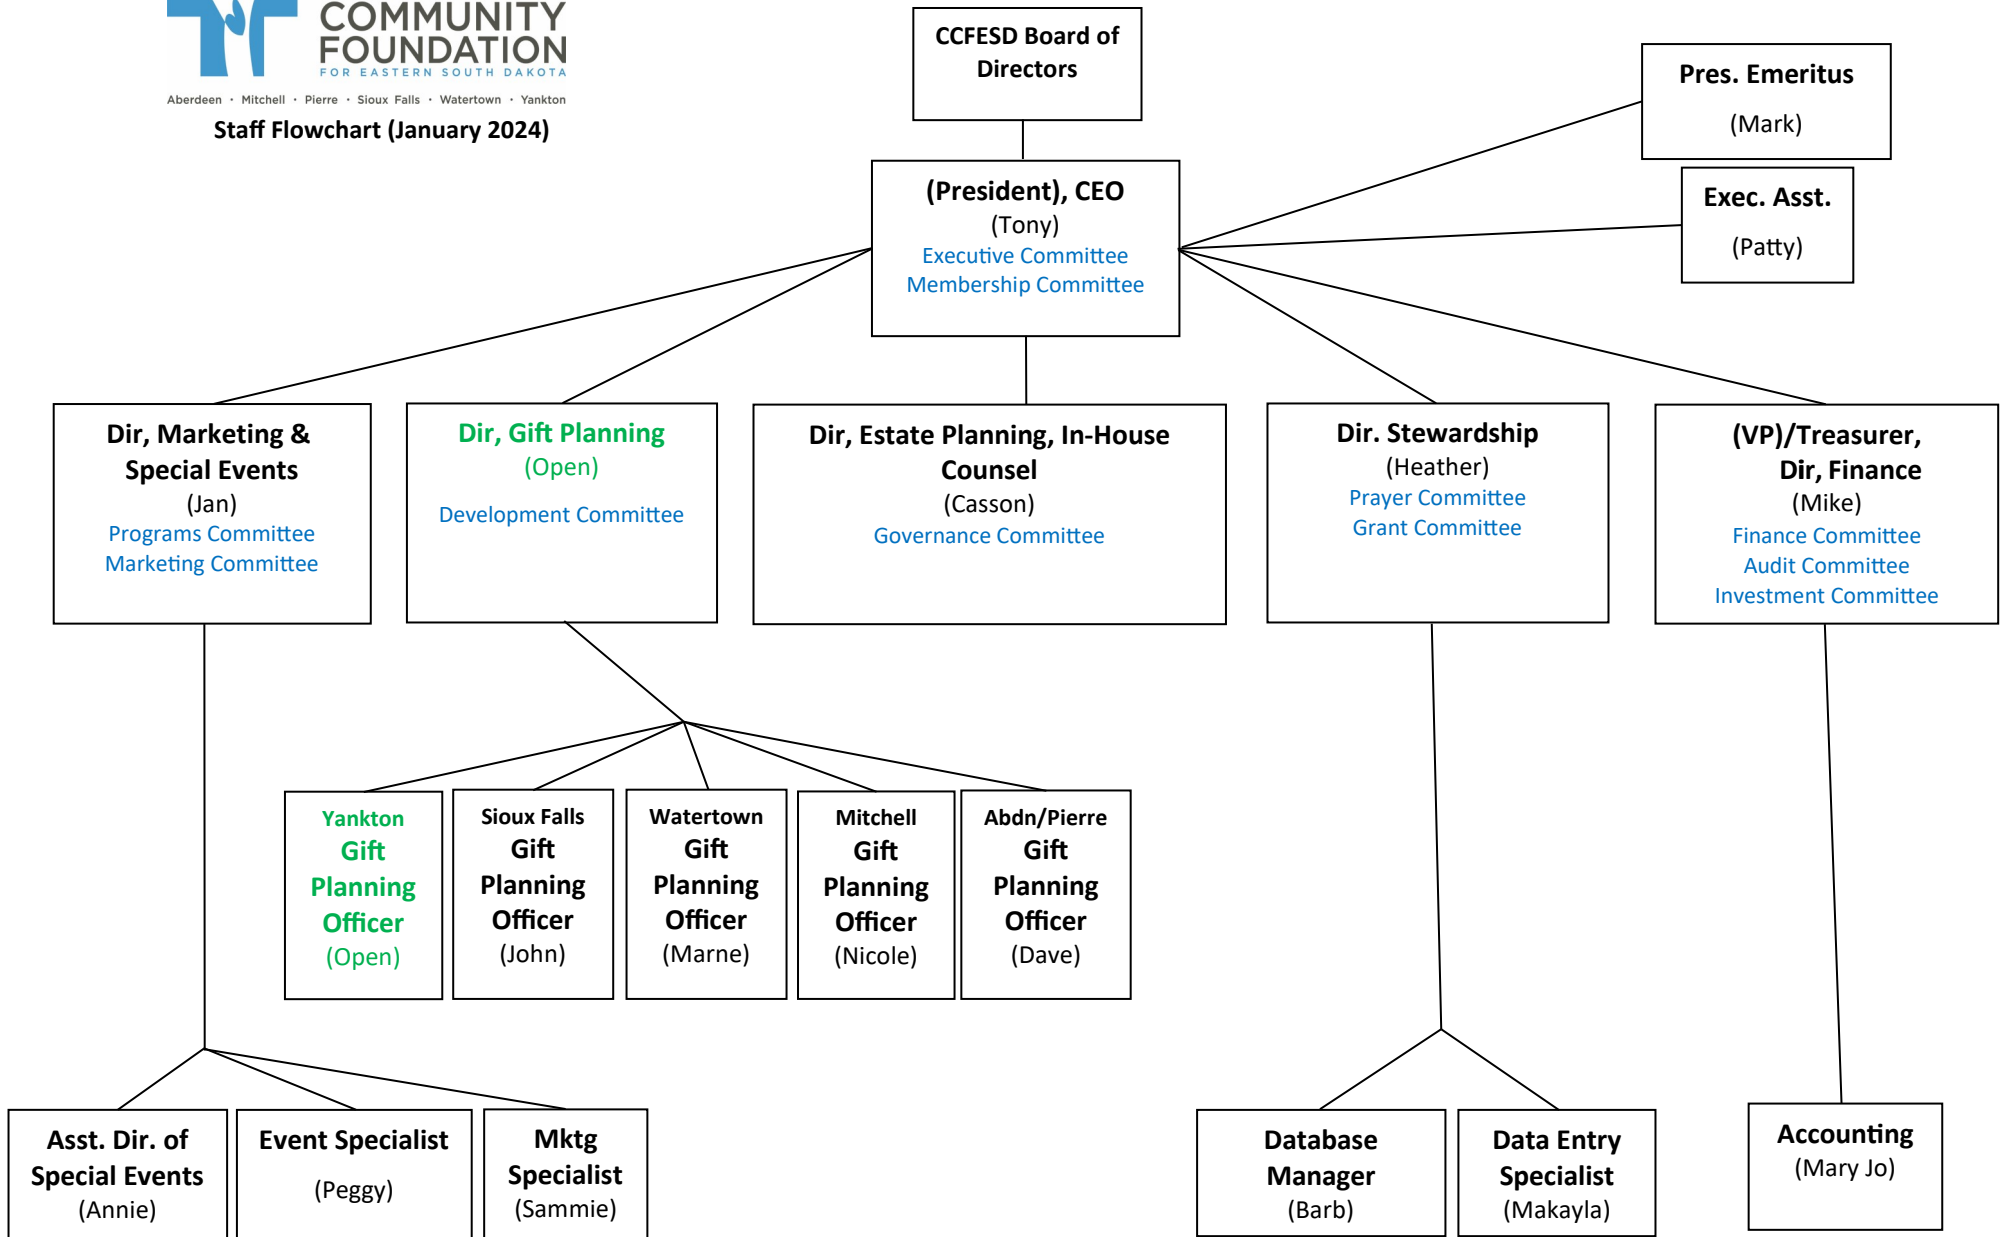 COMMUNITY
FOUNDATION
FOR EASTERN SOUTH DAKOTA
Aberdeen · Mitchell · Pierre · Sioux Falls · Watertown · Yankton
Staff Flowchart (January 2024)
CCFESD Board of
Directors
Pres. Emeritus
(Mark)
Exec. Asst.
(Patty)
(President), CEO
(Tony)
Executive Committee
Membership Committee
Dir, Marketing &
Special Events
(Jan)
Programs Committee
Marketing Committee
Dir, Gift Planning
(Open)
Development Committee
Dir, Estate Planning, In-House
Counsel
(Casson)
Governance Committee
Dir. Stewardship
(Heather)
Prayer Committee
Grant Committee
(VP)/Treasurer,
Dir, Finance
(Mike)
Finance Committee
Audit Committee
Investment Committee
Yankton
Gift
Planning
Officer
(Open)
Sioux Falls
Gift
Planning
Officer
(John)
Watertown
Gift
Planning
Officer
(Marne)
Mitchell
Gift
Planning
Officer
(Nicole)
Abdn/Pierre
Gift
Planning
Officer
(Dave)
Asst. Dir. of
Special Events
(Annie)
Event Specialist
(Peggy)
Mktg
Specialist
(Sammie)
Database
Manager
(Barb)
Data Entry
Specialist
(Makayla)
Accounting
(Mary Jo)